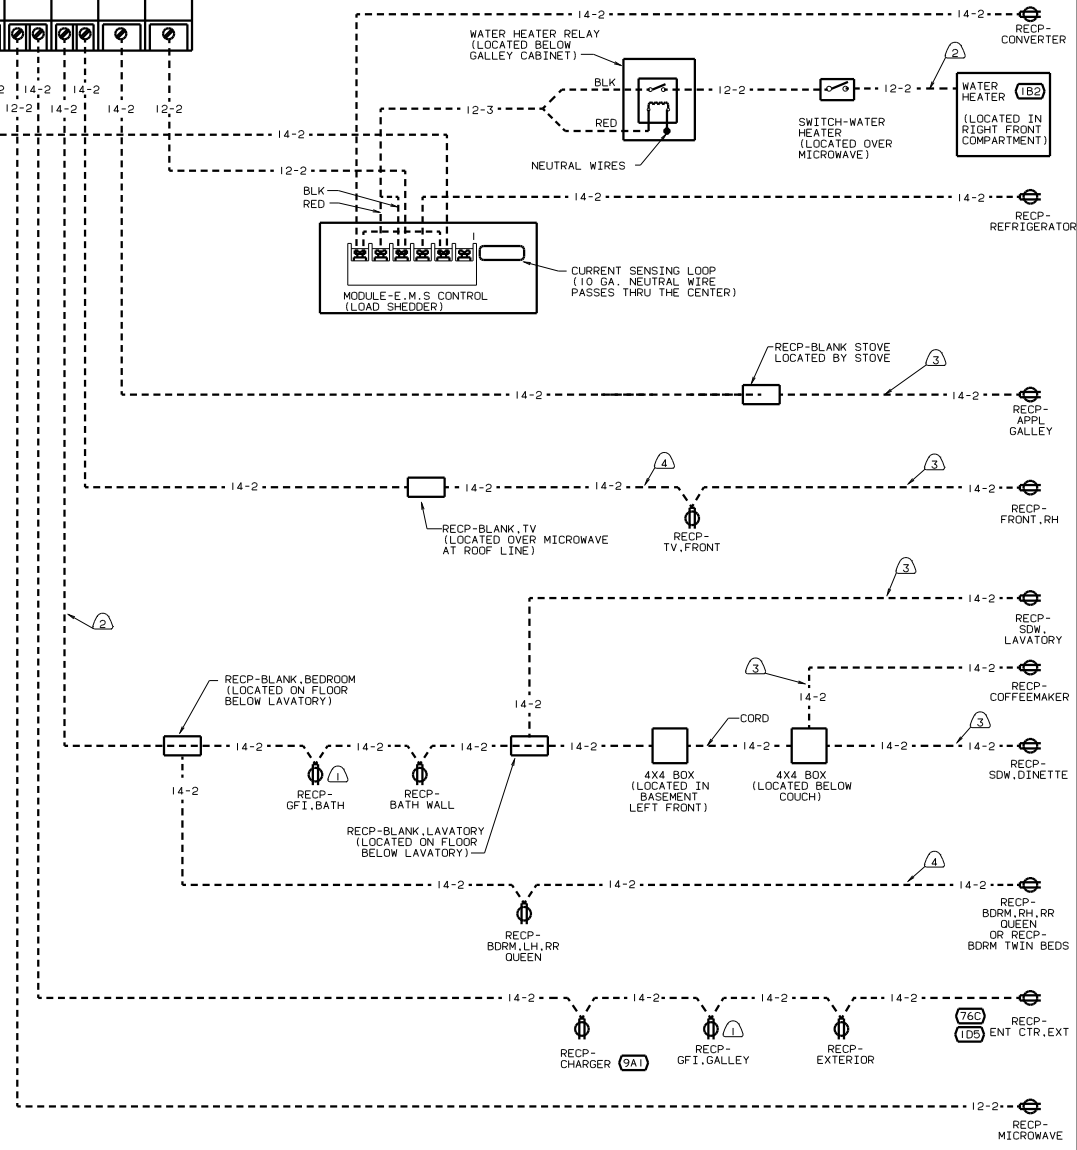 14-2
14-2
RECP-
CONVERTER
WATER HEATER RELAY
(LOCATED BELOW
GALLEY CABINET)
BLK
12-2
12-2
2
WATER
HEATER
1B2
(LOCATED IN
RIGHT FRONT
COMPARTMENT)
2
14-2
14-2
12-2
14-2
14-2
12-2
12-3
RED
SWITCH-WATER
HEATER
(LOCATED OVER
MICROWAVE)
14-2
NEUTRAL WIRES
12-2
BLK
RED
14-2
14-2
RECP-
REFRIGERATOR
1
CURRENT SENSING LOOP
(10 GA. NEUTRAL WIRE
PASSES THRU THE CENTER)
MODULE-E.M.S CONTROL
(LOAD SHEDDER)
RECP-BLANK STOVE
LOCATED BY STOVE
3
14-2
14-2
RECP-
APPL
GALLEY
4
3
14-2
14-2
14-2
14-2
RECP-
FRONT,RH
RECP-BLANK,TV
(LOCATED OVER MICROWAVE
AT ROOF LINE)
RECP-
TV,FRONT
3
14-2
RECP-
SDW,
LAVATORY
2
3
14-2
RECP-
COFFEEMAKER
RECP-BLANK,BEDROOM
(LOCATED ON FLOOR
BELOW LAVATORY)
14-2
14-2
CORD
3
14-2
14-2
14-2
14-2
14-2
14-2
14-2
RECP-
SDW,DINETTE
1
RECP-
GFI,BATH
RECP-
BATH WALL
4X4 BOX
(LOCATED IN
BASEMENT
LEFT FRONT)
4X4 BOX
(LOCATED BELOW
COUCH)
14-2
RECP-BLANK,LAVATORY
(LOCATED ON FLOOR
BELOW LAVATORY)
4
14-2
14-2
14-2
RECP-
BDRM,RH,RR
QUEEN
OR RECP-
BDRM TWIN BEDS
RECP-
BDRM,LH,RR
QUEEN
14-2
14-2
14-2
14-2
76C
1D5
RECP-
ENT CTR,EXT
RECP-
CHARGER
9A1
1
RECP-
GFI,GALLEY
RECP-
EXTERIOR
12-2
RECP-
MICROWAVE